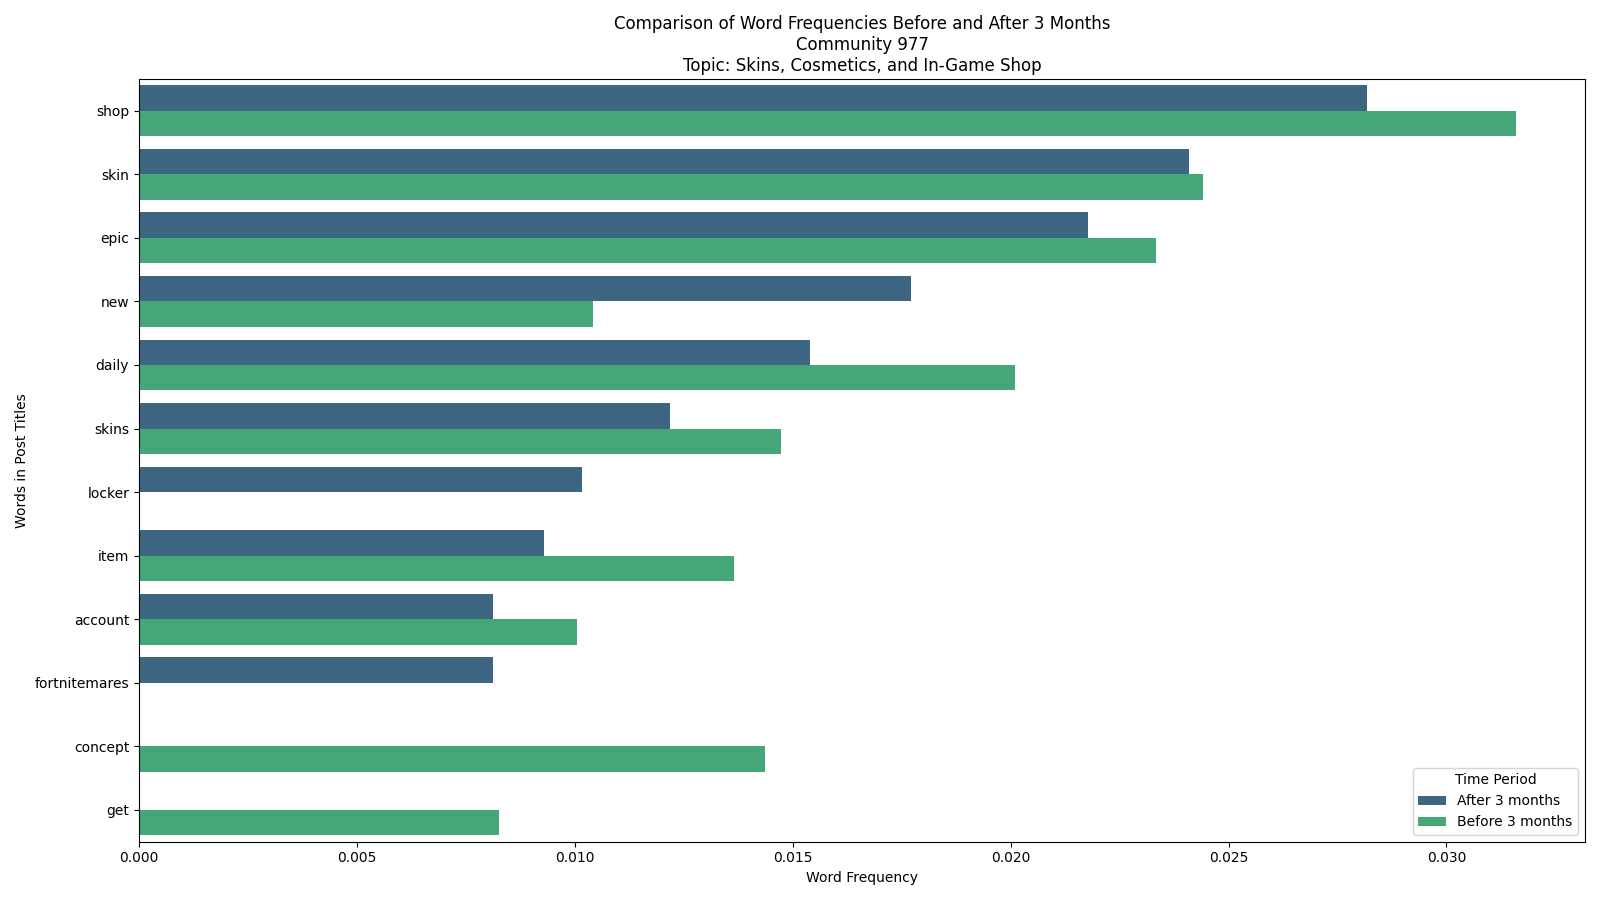 Comparison of Word Frequencies Before and After 3 Months
Community 977
Topic: Skins, Cosmetics, and In-Game Shop
Words in Post Titles
shop
skin
epic
new
daily
skins
locker
item
account
fortnitemares
concept
get
Time Period
After 3 months
Before 3 months
0.000 0.005 0.010 0.015 0.020 0.025 0.030
Word Frequency